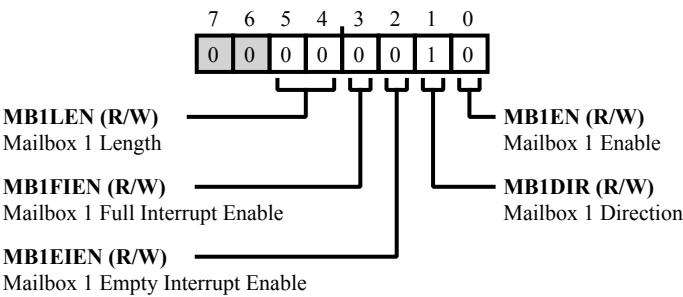 7 6 5 4 3 2 1 0
0 0 0 0 0 0 1 0
MB1LEN (R/W)
Mailbox 1 Length
MB1EN (R/W)
Mailbox 1 Enable
MB1FIEN (R/W)
Mailbox 1 Full Interrupt Enable
MB1DIR (R/W)
Mailbox 1 Direction
MB1EIEN (R/W)
Mailbox 1 Empty Interrupt Enable